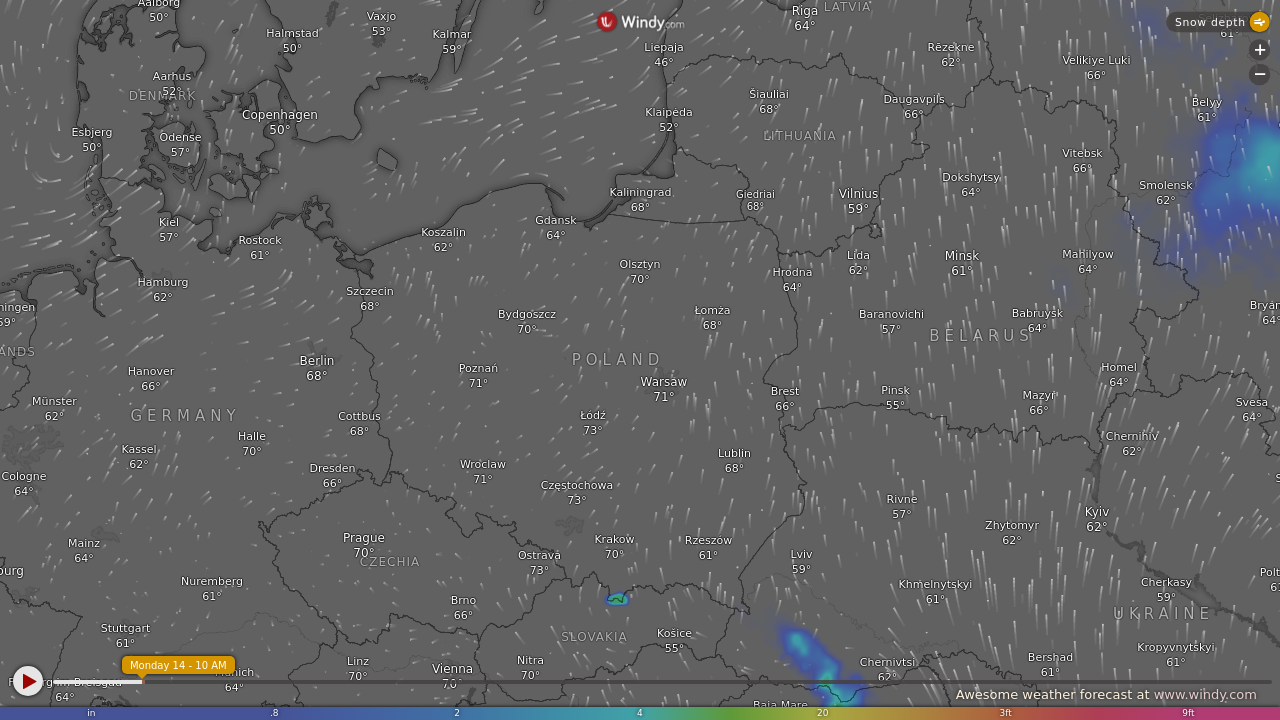 Aalborg
50°
Vaxjo
53°
Halmstad
50°
Kalmar
59°
Windy.com
Riga
64°
LATVIA
Snow depth
61°
Liepaja
46°
Rēzekne
62°
Velikiye Luki
66°
Aarhus
52°
DENMARK
Šiauliai
68°
Daugavpils
66°
Belyy
61°
Copenhagen
50°
Klaipėda
52°
LITHUANIA
Esbjerg
50°
Odense
57°
Vitebsk
66°
Dokshytsy
64°
Smolensk
62°
Kaliningrad
68°
Giedriai
68°
Vilnius
59°
Kiel
57°
Rostock
61°
Koszalin
62°
Gdansk
64°
Lida
62°
Minsk
61°
Mahilyow
64°
Olsztyn
70°
Hrodna
64°
Hamburg
62°
Szczecin
68°
ningen
59°
Bydgoszcz
70°
Łomża
68°
Baranovichi
57°
Babruysk
64°
64°
BELARUS
ANDS
POLAND
Berlin
68°
Hanover
66°
Poznań
71°
Warsaw
71°
Homel
64°
Brest
66°
Pinsk
55°
Mazyr
66°
Münster
62°
GERMANY
Cottbus
68°
Łódź
73°
Svesa
64°
Halle
70°
Kassel
62°
Chernihiv
62°
Lublin
68°
Cologne
64°
Dresden
66°
Wroclaw
71°
Częstochowa
73°
Rivne
57°
Kyiv
62°
Zhytomyr
62°
Mainz
64°
Prague
70°
CZECHIA
Krakow
70°
Rzeszow
61°
Ostrava
73°
Lviv
59°
burg
Nuremberg
61°
Khmelnytskyi
61°
Cherkasy
59°
Brno
66°
UKRAINE
Stuttgart
61°
SLOVAKIA
Košice
55°
Kropyvnytskyi
61°
Monday 14 - 10 AM
64°
64°
Linz
70°
Vienna
70°
Nitra
70°
Chernivtsi
62°
Bershad
61°
Baia Mare
Awesome weather forecast at www.windy.com
in .8 2 4 20 3ft 9ft